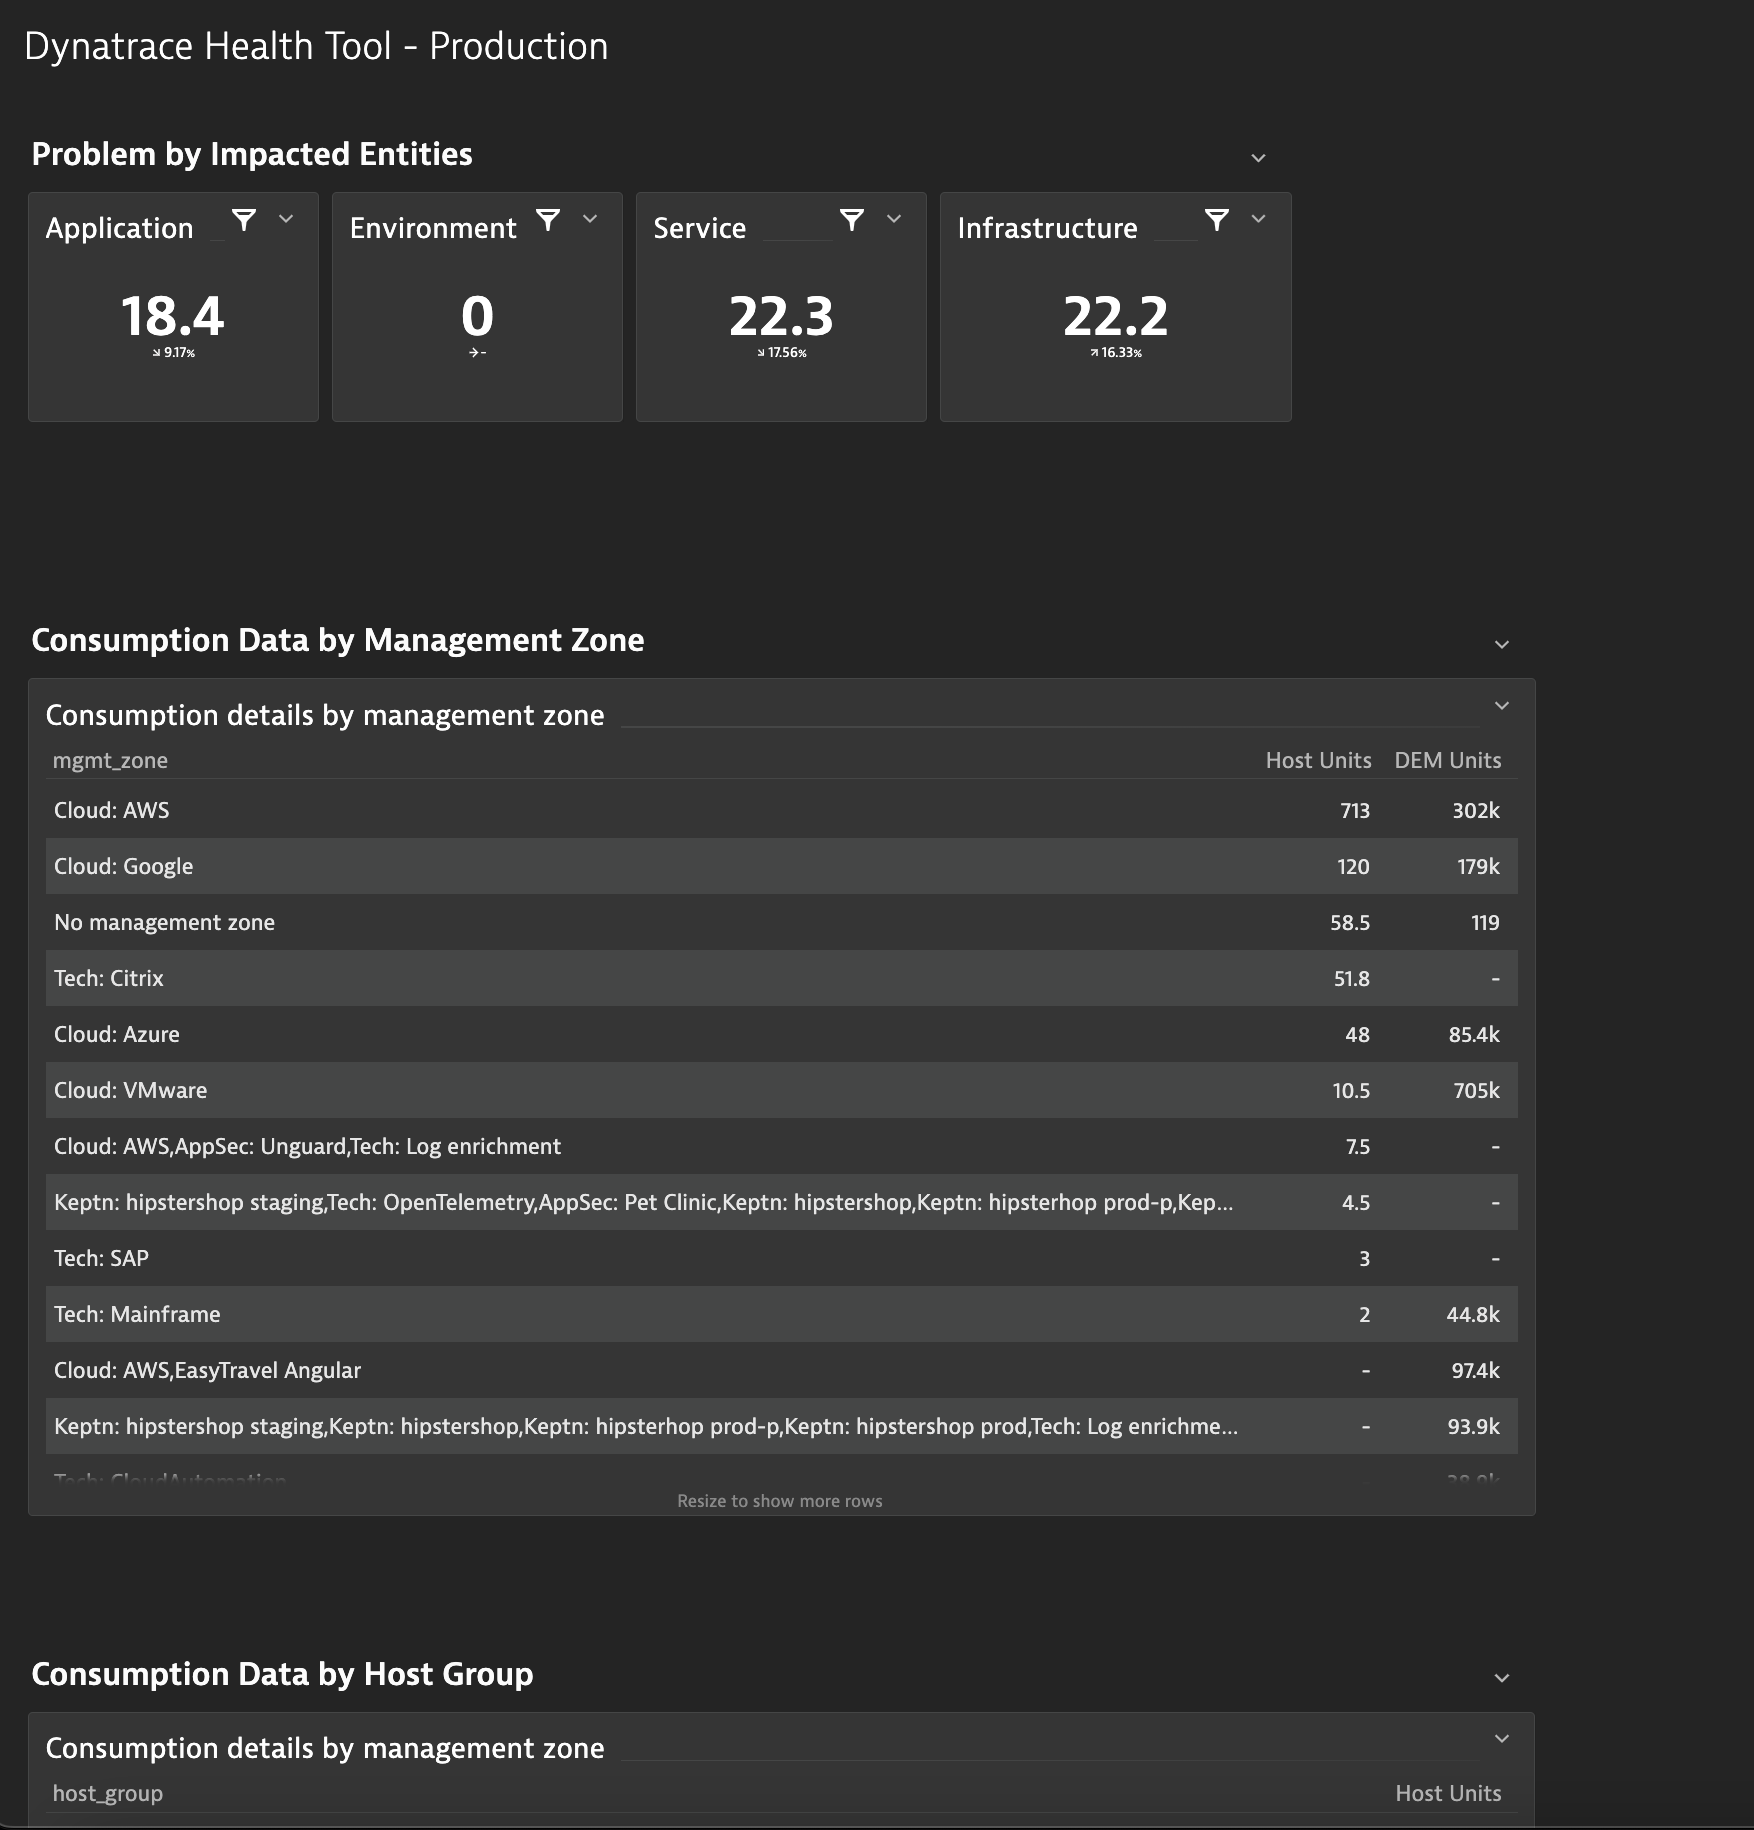 Dynatrace Health Tool - Production
Problem by Impacted Entities
Application
18.4
↘ 9.17%
Environment
0
→ -
Service
22.3
↘ 17.56%
Infrastructure
22.2
↗ 16.33%
Consumption Data by Management Zone
Consumption details by management zone
mgmt_zone Host Units DEM Units
Cloud: AWS 713 302k
Cloud: Google 120 179k
No management zone 58.5 119
Tech: Citrix 51.8 -
Cloud: Azure 48 85.4k
Cloud: VMware 10.5 705k
Cloud: AWS,AppSec: Unguard,Tech: Log enrichment 7.5 -
Keptn: hipstershop staging,Tech: OpenTelemetry,AppSec: Pet Clinic,Keptn: hipstershop,Keptn: hipsterhop prod-p,Kep... 4.5 -
Tech: SAP 3 -
Tech: Mainframe 2 44.8k
Cloud: AWS,EasyTravel Angular - 97.4k
Keptn: hipstershop staging,Keptn: hipstershop,Keptn: hipsterhop prod-p,Keptn: hipstershop prod,Tech: Log enrichme... - 93.9k
Tech: CloudAutomation -
Resize to show more rows
Consumption Data by Host Group
Consumption details by management zone
host_group Host Units